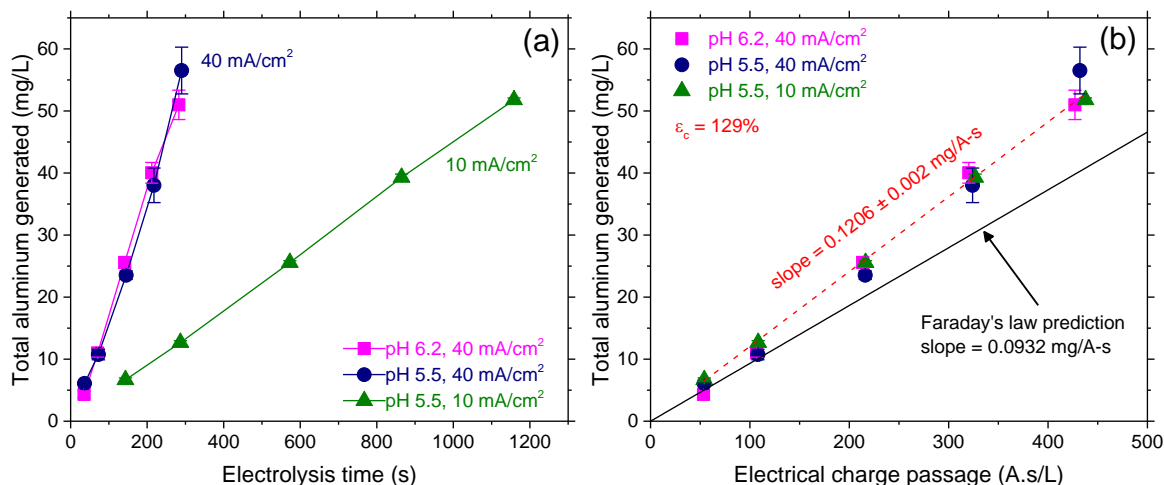 (a)
40 mA/cm²
10 mA/cm²
pH 6.2, 40 mA/cm²
pH 5.5, 40 mA/cm²
pH 5.5, 10 mA/cm²
Total aluminum generated (mg/L)
0
10
20
30
40
50
60
0 200 400 600 800 1000 1200
Electrolysis time (s)
(b)
pH 6.2, 40 mA/cm²
pH 5.5, 40 mA/cm²
pH 5.5, 10 mA/cm²
ε_c = 129%
slope = 0.1206 ± 0.002 mg/A-s
Faraday's law prediction
slope = 0.0932 mg/A-s
Total aluminum generated (mg/L)
0
10
20
30
40
50
60
0 100 200 300 400 500
Electrical charge passage (A.s/L)